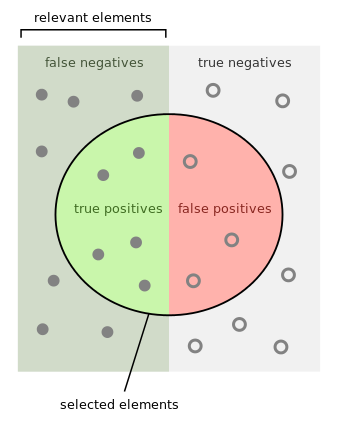 relevant elements
false negatives
true negatives
true positives
false positives
selected elements